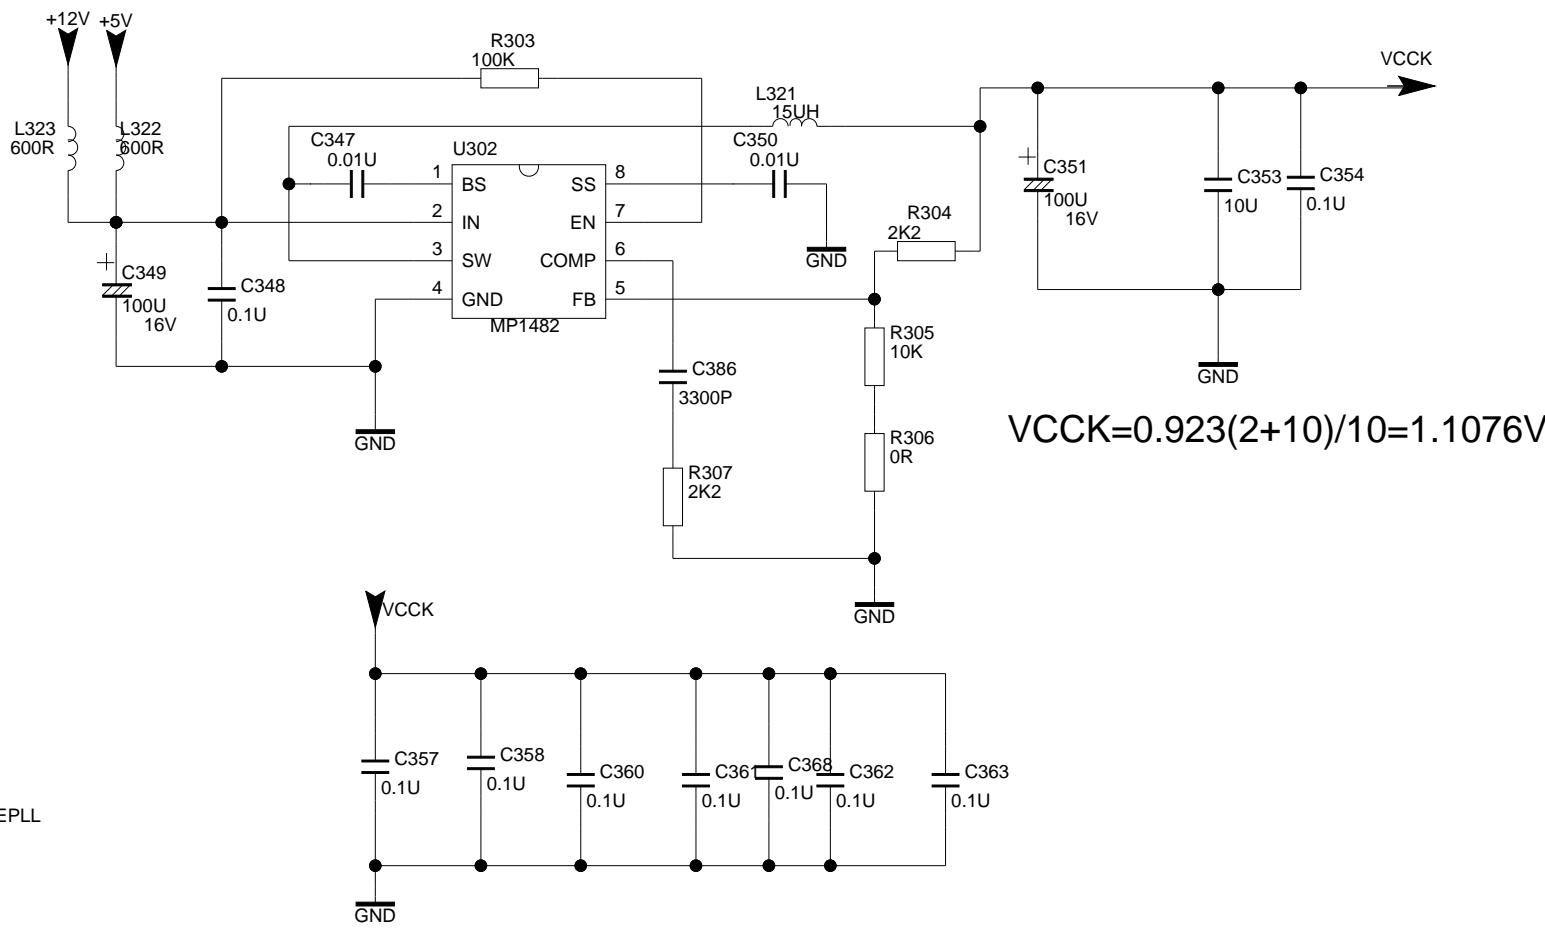 +12V
+5V
R303
100K
VCCK
L323
600R
L322
600R
L321
15UH
C347
0.01U
U302
C350
0.01U
1
BS
SS
8
2
IN
EN
7
3
SW
COMP
6
4
GND
FB
5
MP1482
C351
100U
16V
C353
10U
C354
0.1U
R304
2K2
GND
C349
100U
16V
C348
0.1U
R305
10K
C386
3300P
GND
GND
VCCK=0.923(2+10)/10=1.1076V
R306
0R
R307
2K2
GND
VCCK
C357
0.1U
C358
0.1U
C360
0.1U
C361
0.1U
C368
0.1U
C362
0.1U
C363
0.1U
EPLL
GND